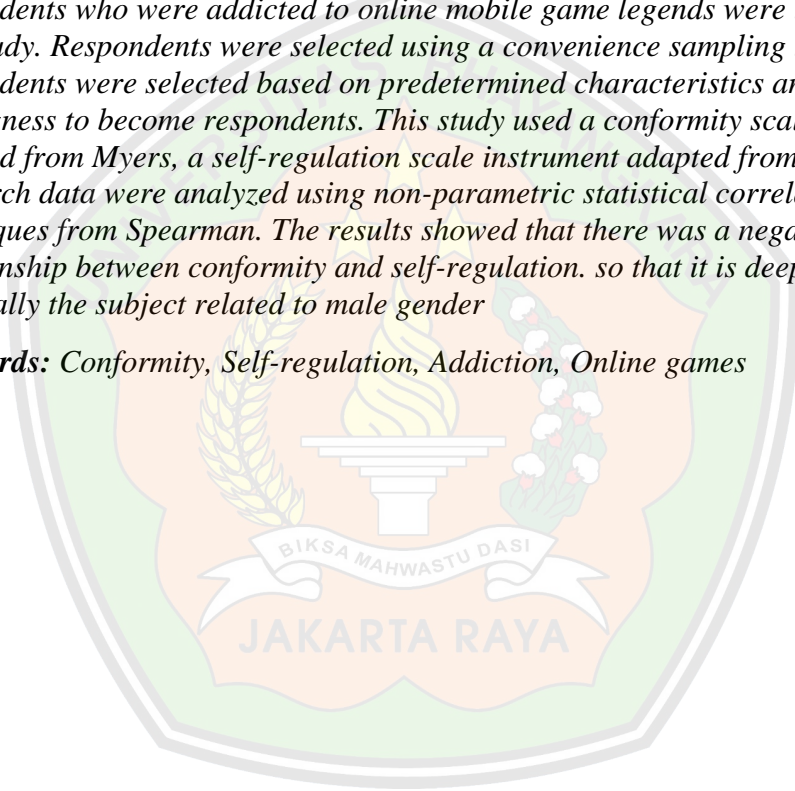 dents who were addicted to online mobile game legends were
dy. Respondents were selected using a convenience sampling
dents were selected based on predetermined characteristics an
ness to become respondents. This study used a conformity sca
d from Myers, a self-regulation scale instrument adapted from
rch data were analyzed using non-parametric statistical correla
ques from Spearman. The results showed that there was a nega
nship between conformity and self-regulation. so that it is deep
ally the subject related to male gender
rds: Conformity, Self-regulation, Addiction, Online games
UNIVERSITAS BHAYANGKARA
BIKSA MAHWASTU DASI
JAKARTA RAYA